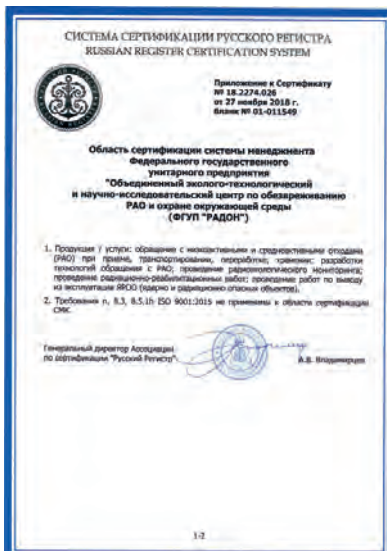 СИСТЕМА СЕРТИФИКАЦИИ РУССКОГО РЕГИСТРА
RUSSIAN REGISTER CERTIFICATION SYSTEM
Приложение к Сертификату
№ 18.2274.026
от 27 ноября 2018 г.
бланк № 01-011549
Область сертификации системы менеджмента
Федерального государственного
унитарного предприятия
"Объединенный эколого-технологический
и научно-исследовательский центр по обезвреживанию
РАО и охране окружающей среды
(ФГУП "РАДОН")
1. Продукция / услуги: обращение с низкоактивными и среднеактивными отходами
(РАО) при приеме, транспортировании, переработке, хранении; разработки
технологий обращения с РАО; проведение радиоэкологического мониторинга;
проведение радиационно-реабилитационных работ; проведение работ по выводу
из эксплуатации ЯРОО (ядерно и радиационно опасных объектов).
2. Требования п. 8.3, 8.5.1h ISO 9001:2015 не применимы к области сертификации
СМК.
Генеральный директор Ассоциации
по сертификации "Русский Регистр"
А.В. Владимирцев
1-2